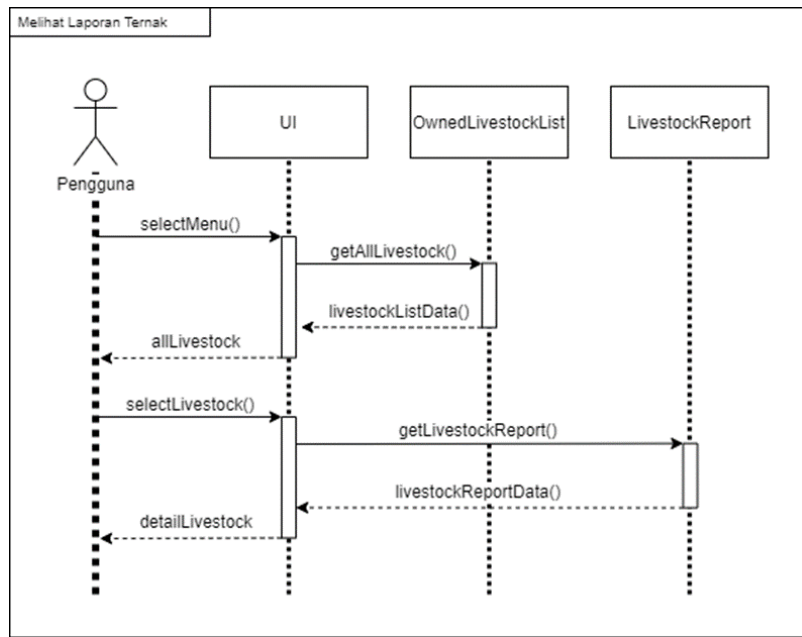 Melihat Laporan Ternak
UI
OwnedLivestockList
LivestockReport
Pengguna
selectMenu()
getAllLivestock()
livestockListData()
allLivestock
selectLivestock()
getLivestockReport()
livestockReportData()
detailLivestock